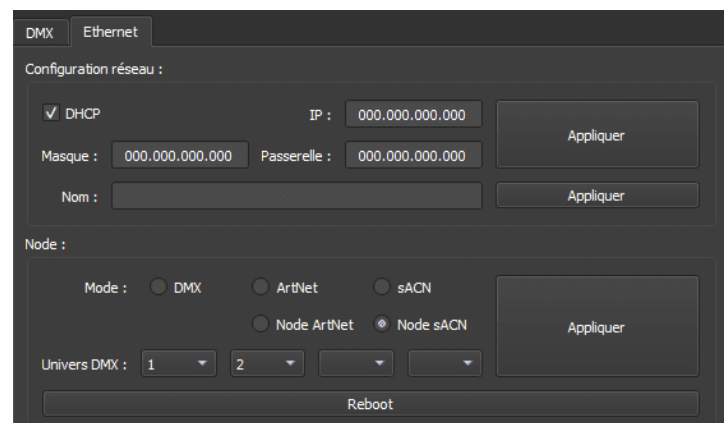 DMX Ethernet
Configuration réseau :
DHCP IP : 000.000.000.000
Appliquer
Masque : 000.000.000.000 Passerelle : 000.000.000.000
Nom : Appliquer
Node :
Mode : DMX ArtNet sACN
Node ArtNet Node sACN Appliquer
Univers DMX : 1 2
Reboot